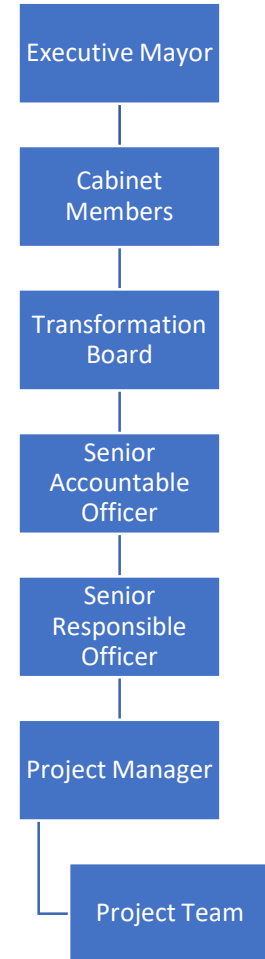 Executive Mayor
Cabinet
Members
Transformation
Board
Senior
Accountable
Officer
Senior
Responsible
Officer
Project Manager
Project Team